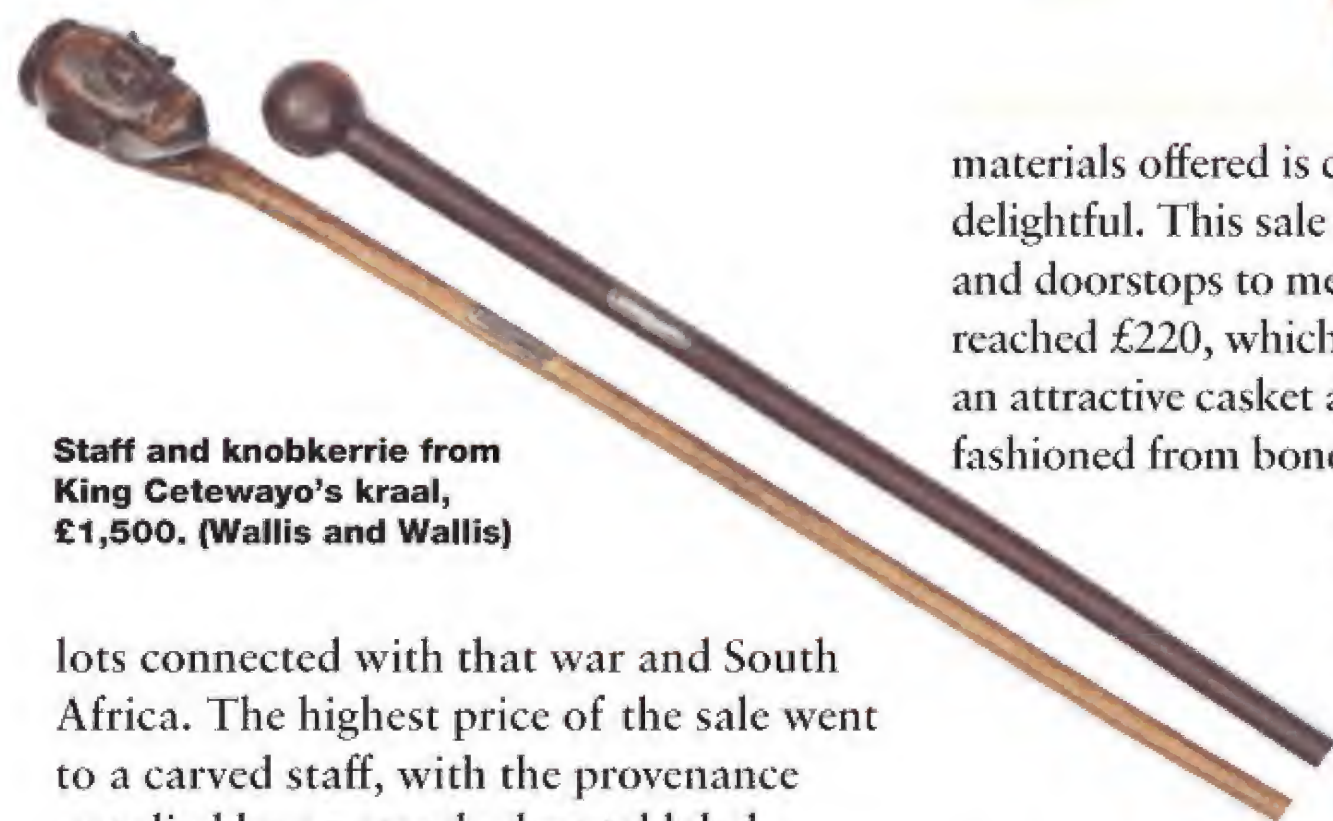 Staff and knobkerrie from
King Cetewayo's kraal,
£1,500. (Wallis and Wallis)
lots connected with that war and South
Africa. The highest price of the sale went
to a carved staff, with the provenance
materials offered is
delightful. This sale
and doorstops to
reached £220, which
an attractive casket
fashioned from